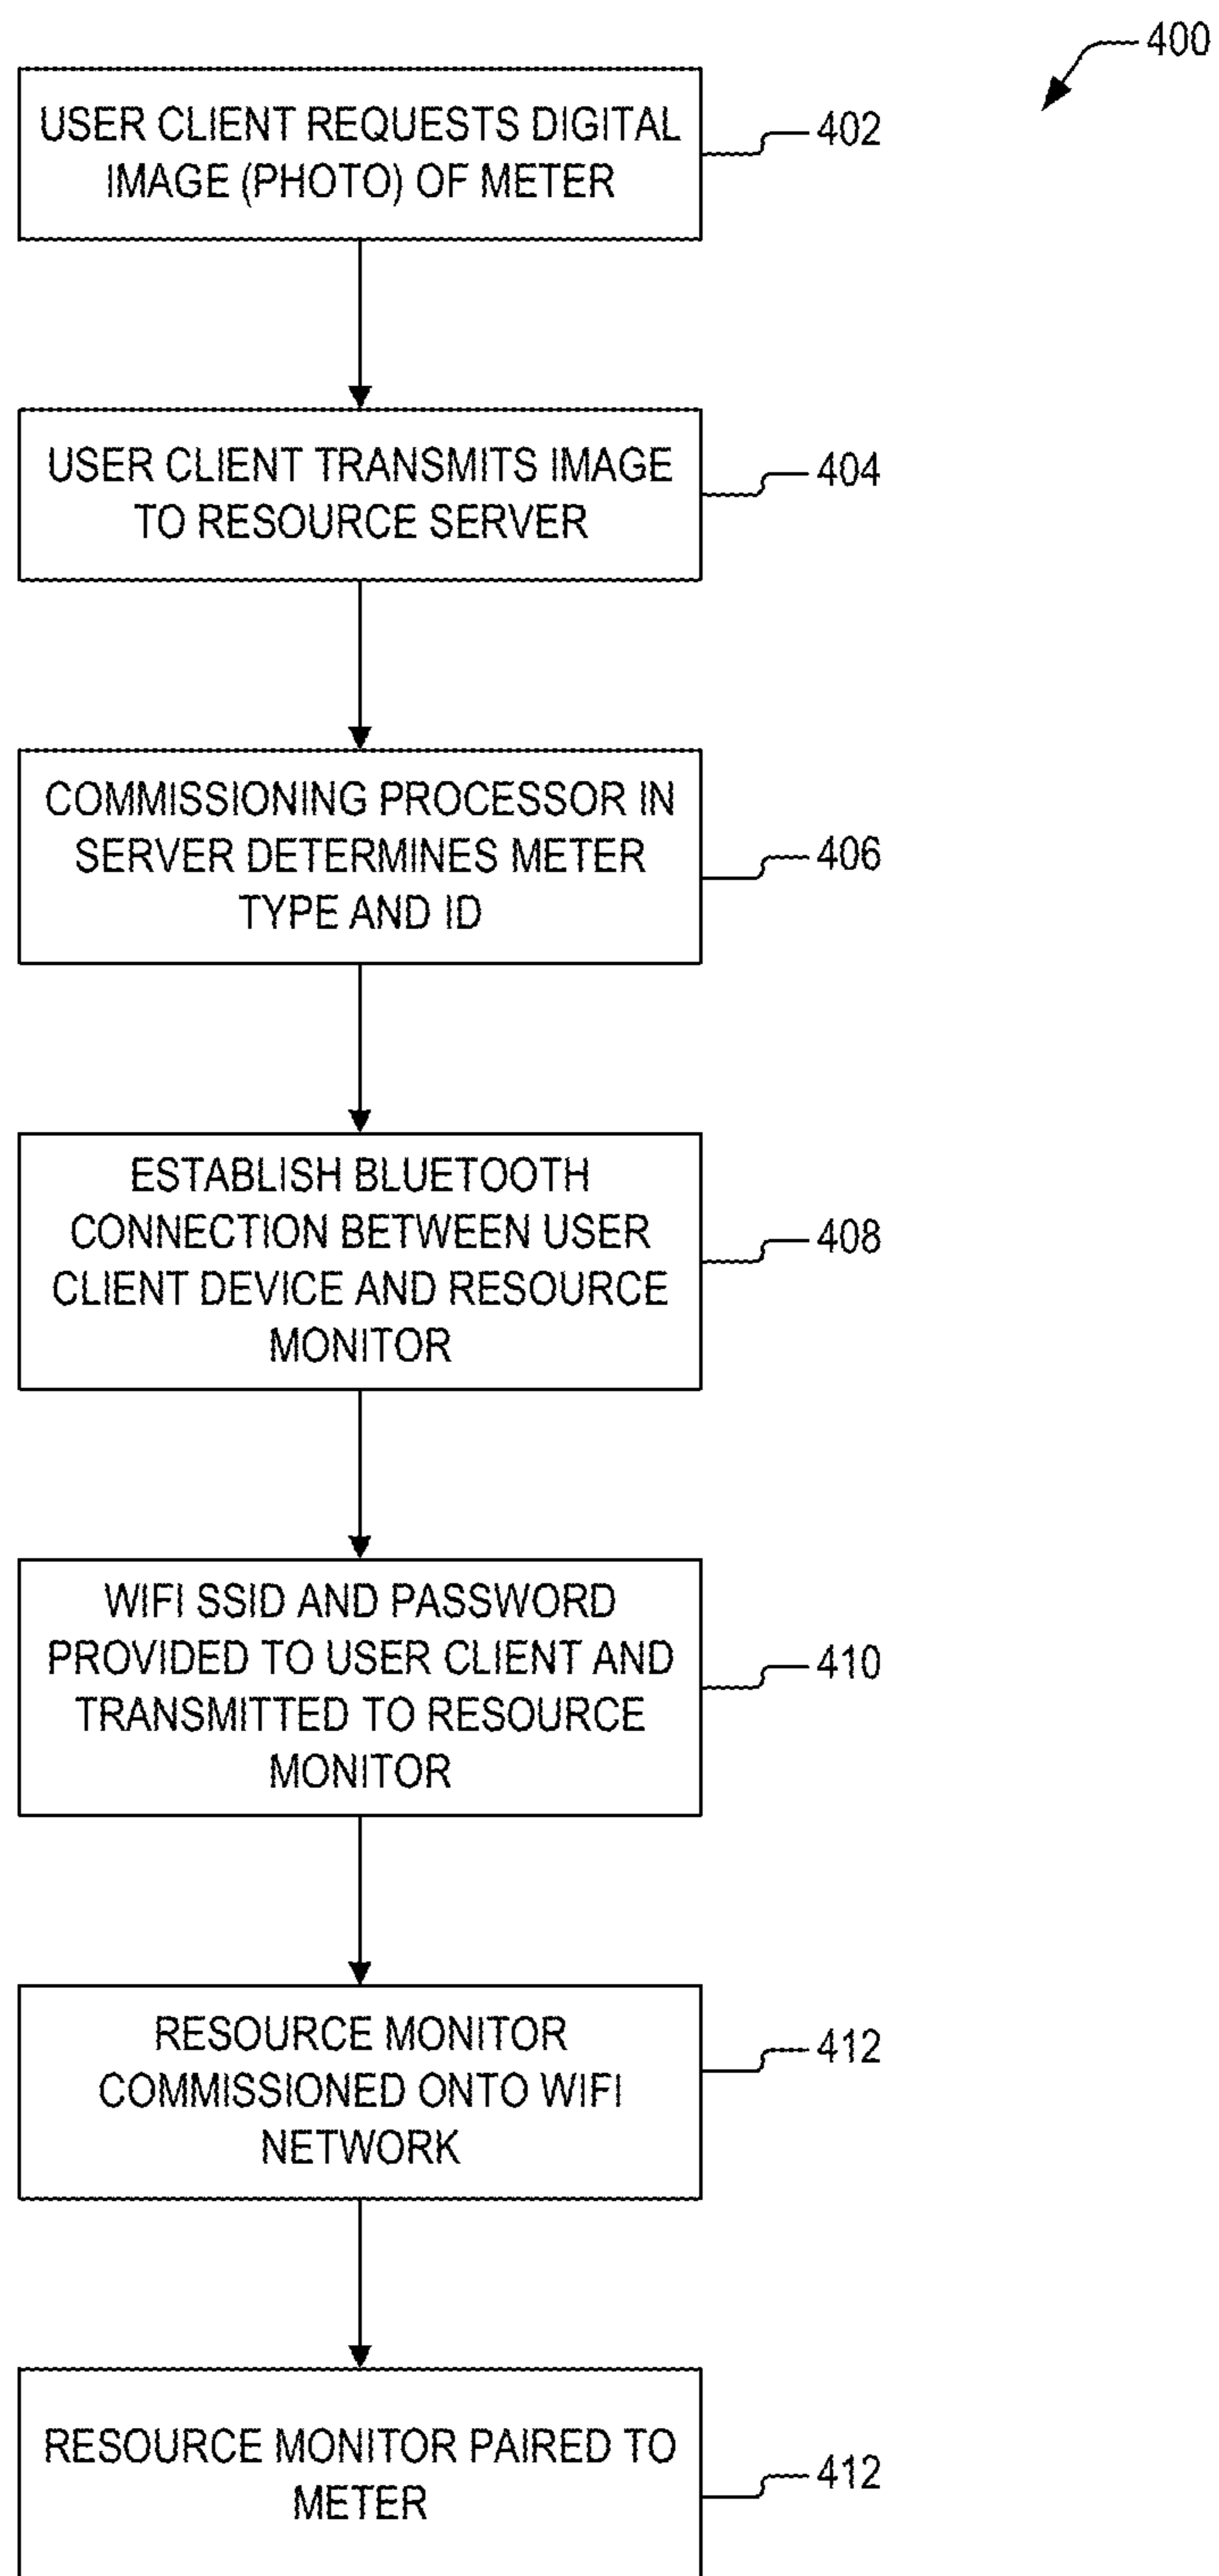 400
USER CLIENT REQUESTS DIGITAL
IMAGE (PHOTO) OF METER
402
USER CLIENT TRANSMITS IMAGE
TO RESOURCE SERVER
404
COMMISSIONING PROCESSOR IN
SERVER DETERMINES METER
TYPE AND ID
406
ESTABLISH BLUETOOTH
CONNECTION BETWEEN USER
CLIENT DEVICE AND RESOURCE
MONITOR
408
WIFI SSID AND PASSWORD
PROVIDED TO USER CLIENT AND
TRANSMITTED TO RESOURCE
MONITOR
410
RESOURCE MONITOR
COMMISSIONED ONTO WIFI
NETWORK
412
RESOURCE MONITOR PAIRED TO
METER
412